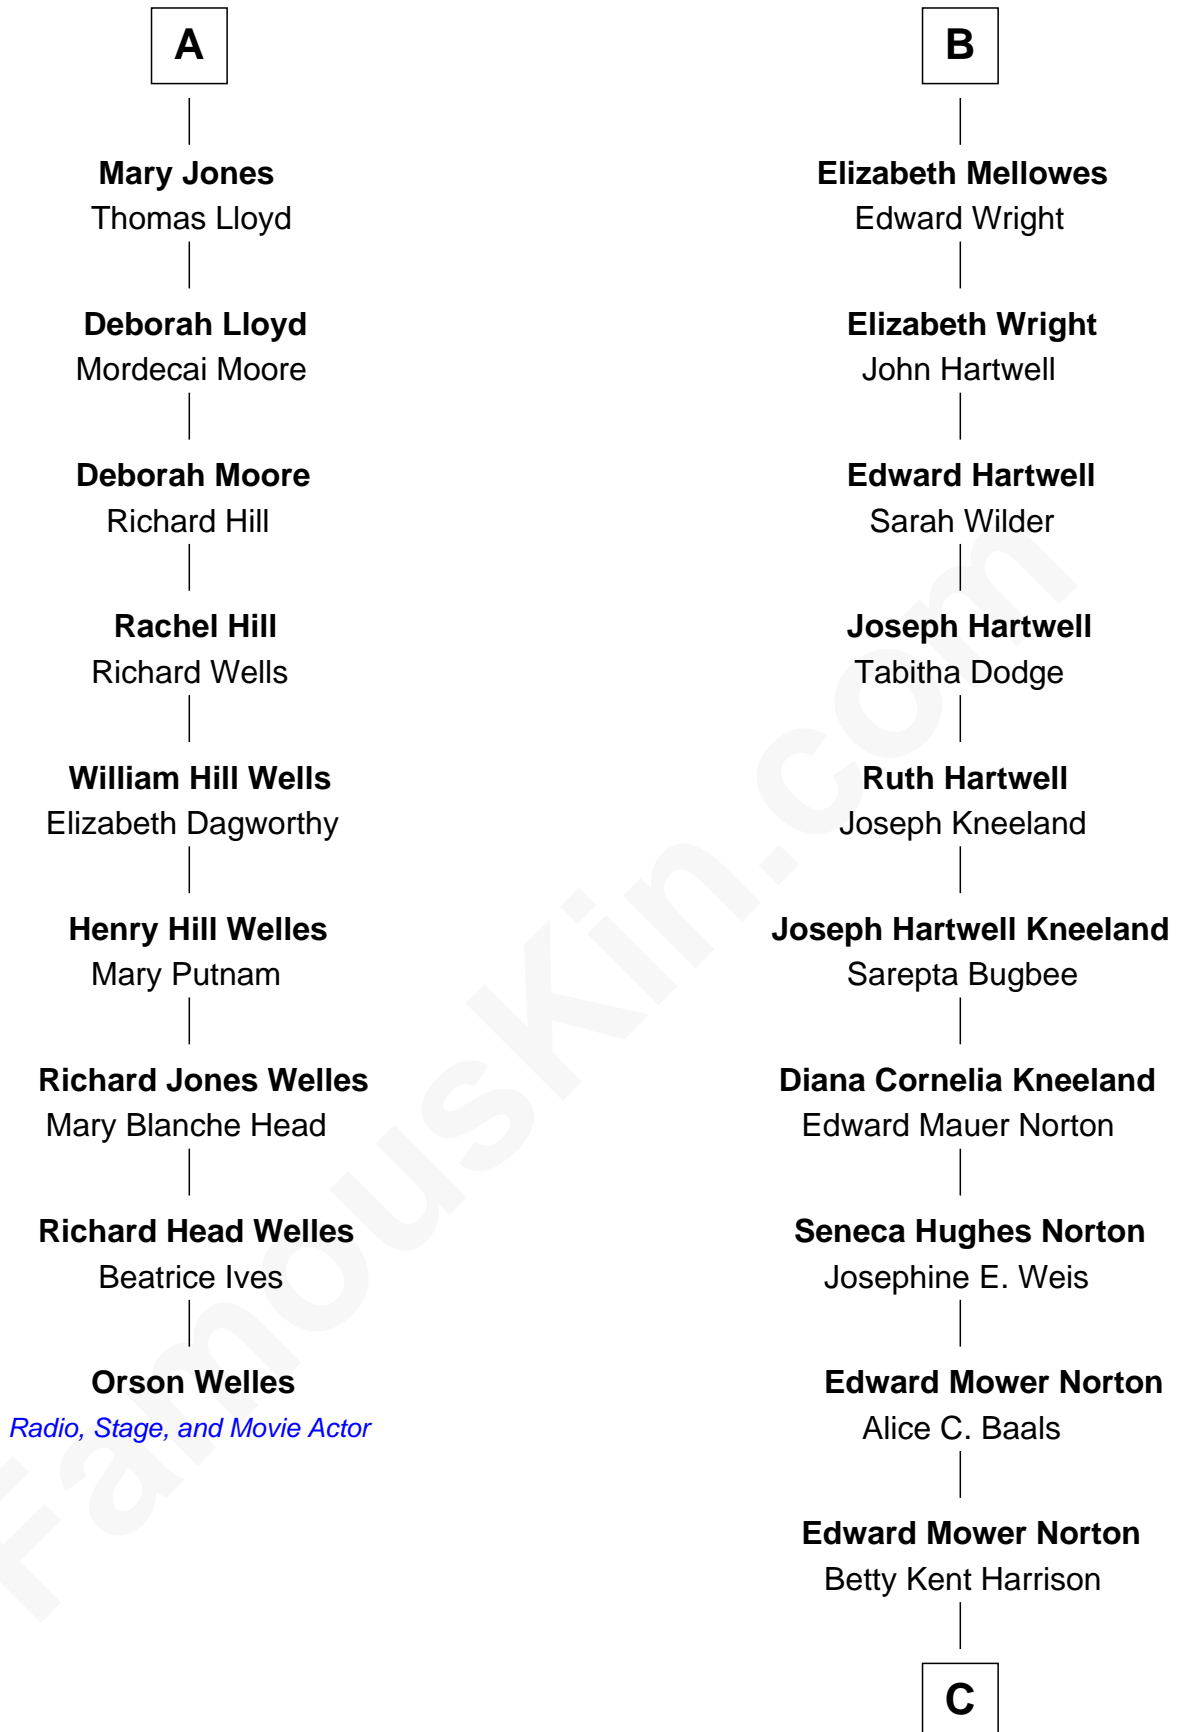 A
Mary Jones
Thomas Lloyd
Deborah Lloyd
Mordecai Moore
Deborah Moore
Richard Hill
Rachel Hill
Richard Wells
William Hill Wells
Elizabeth Dagworthy
Henry Hill Welles
Mary Putnam
Richard Jones Welles
Mary Blanche Head
Richard Head Welles
Beatrice Ives
Orson Welles
Radio, Stage, and Movie Actor
B
Elizabeth Mellowes
Edward Wright
Elizabeth Wright
John Hartwell
Edward Hartwell
Sarah Wilder
Joseph Hartwell
Tabitha Dodge
Ruth Hartwell
Joseph Kneeland
Joseph Hartwell Kneeland
Sarepta Bugbee
Diana Cornelia Kneeland
Edward Mauer Norton
Seneca Hughes Norton
Josephine E. Weis
Edward Mower Norton
Alice C. Baals
Edward Mower Norton
Betty Kent Harrison
C
FamousKin.com